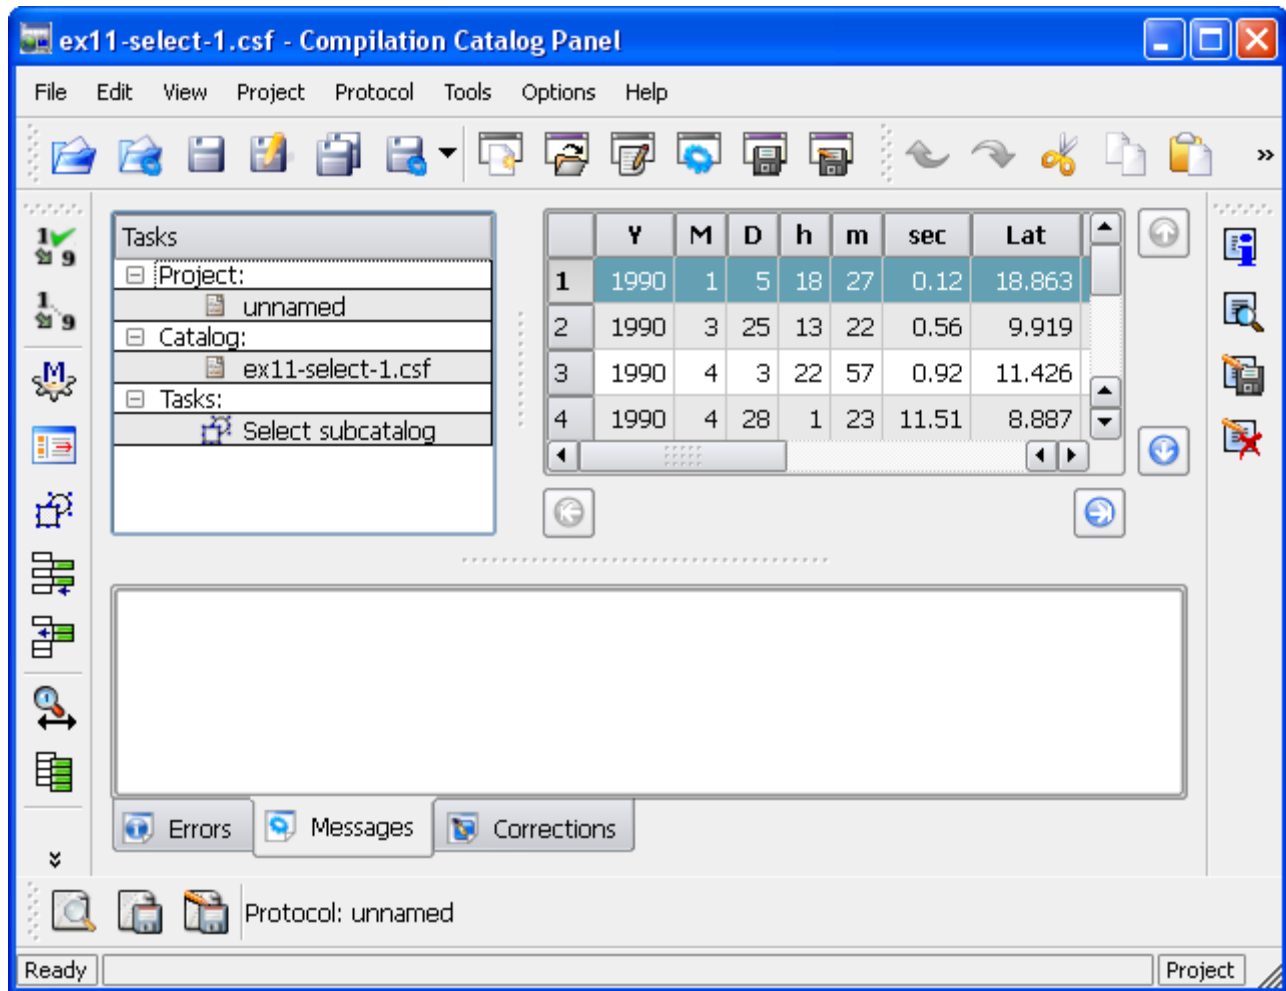 ex11-select-1.csf - Compilation Catalog Panel
File Edit View Project Protocol Tools Options Help
Tasks
Project:
unnamed
Catalog:
ex11-select-1.csf
Tasks:
Select subcatalog
Y M D h m sec Lat
1 1990 1 5 18 27 0.12 18.863
2 1990 3 25 13 22 0.56 9.919
3 1990 4 3 22 57 0.92 11.426
4 1990 4 28 1 23 11.51 8.887
Errors Messages Corrections
Protocol: unnamed
Ready Project